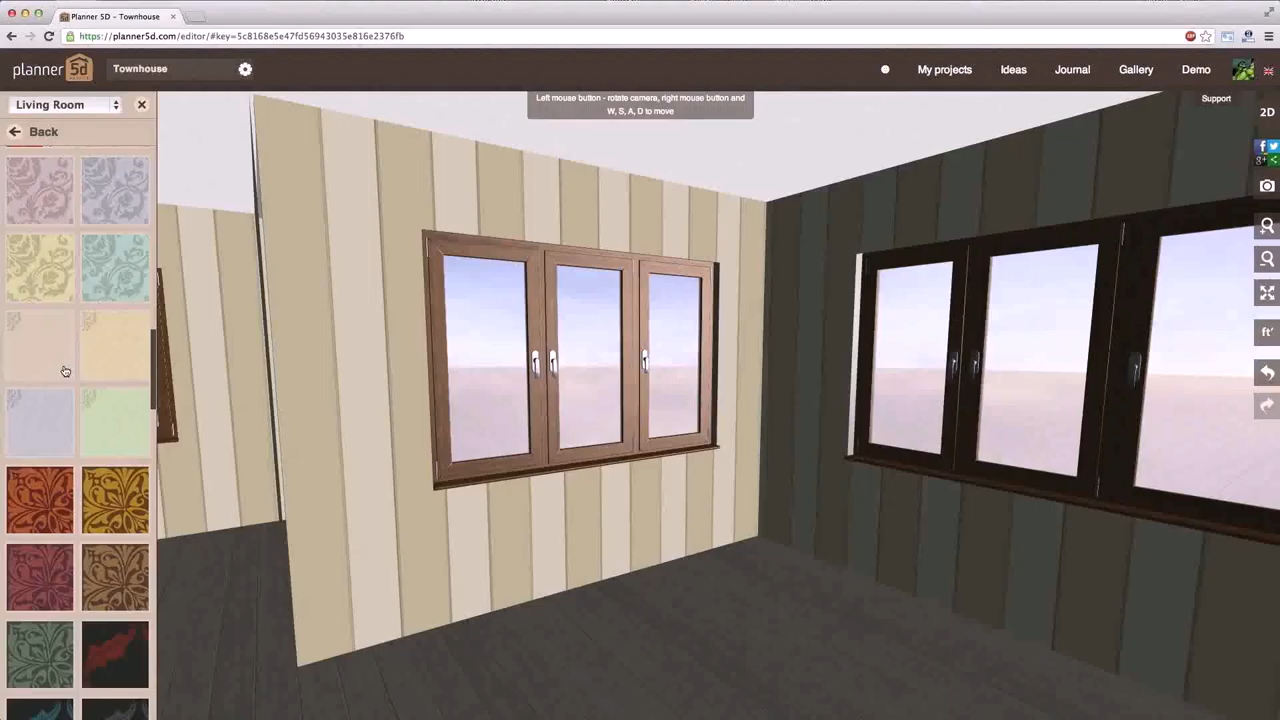 Planner 5D - Townhouse
https://planner5d.com/editor/#key=5c8168e5e47fd56943035e816e2376fb
planner 5d
Townhouse
My projects
Ideas
Journal
Gallery
Demo
Living Room
Left mouse button - rotate camera, right mouse button and
W, S, A, D to move
Support
2D
Back
ft'